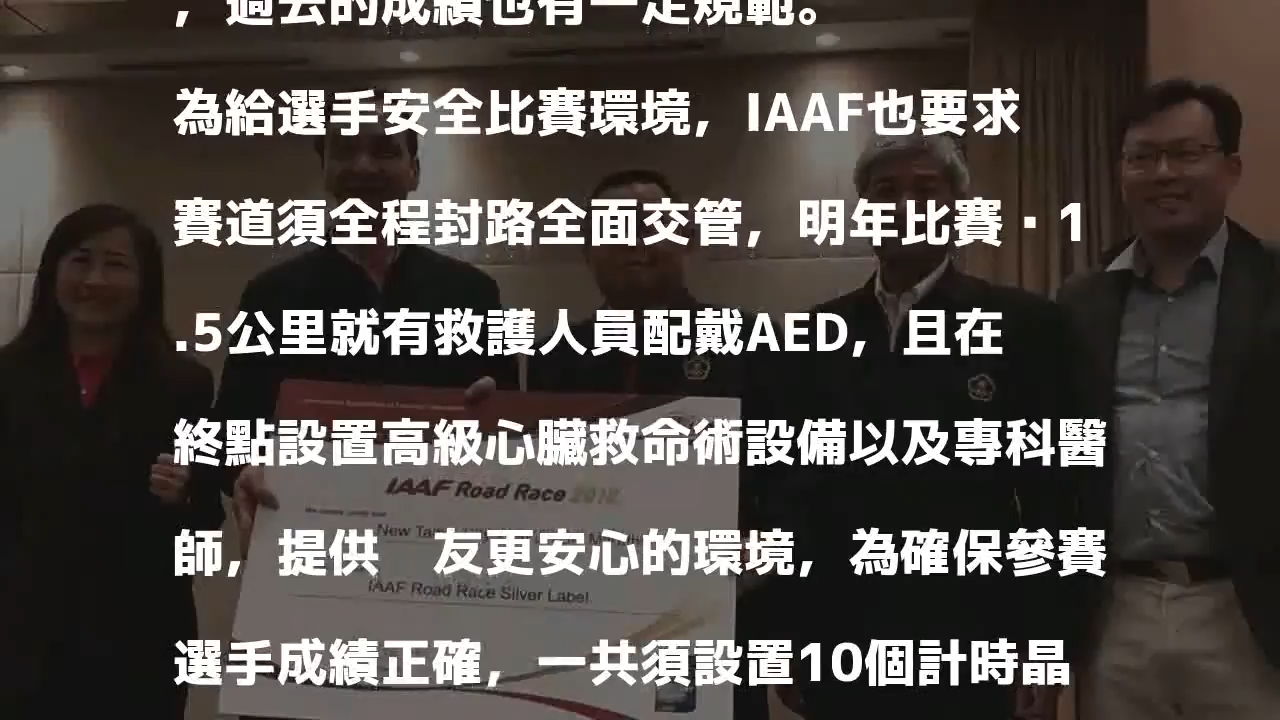 ，過去的成績也有一定規範。
為給選手安全比賽環境，IAAF也要求
賽道須全程封路全面交管，明年比賽·1
.5公里就有救護人員配戴AED，且在
終點設置高級心臟救命術設備以及專科醫
師，提供　友更安心的環境，為確保參賽
選手成績正確，一共須設置10個計時晶
IAAF Road Race 2018
New Tai
IAAF Road Race Silver Label